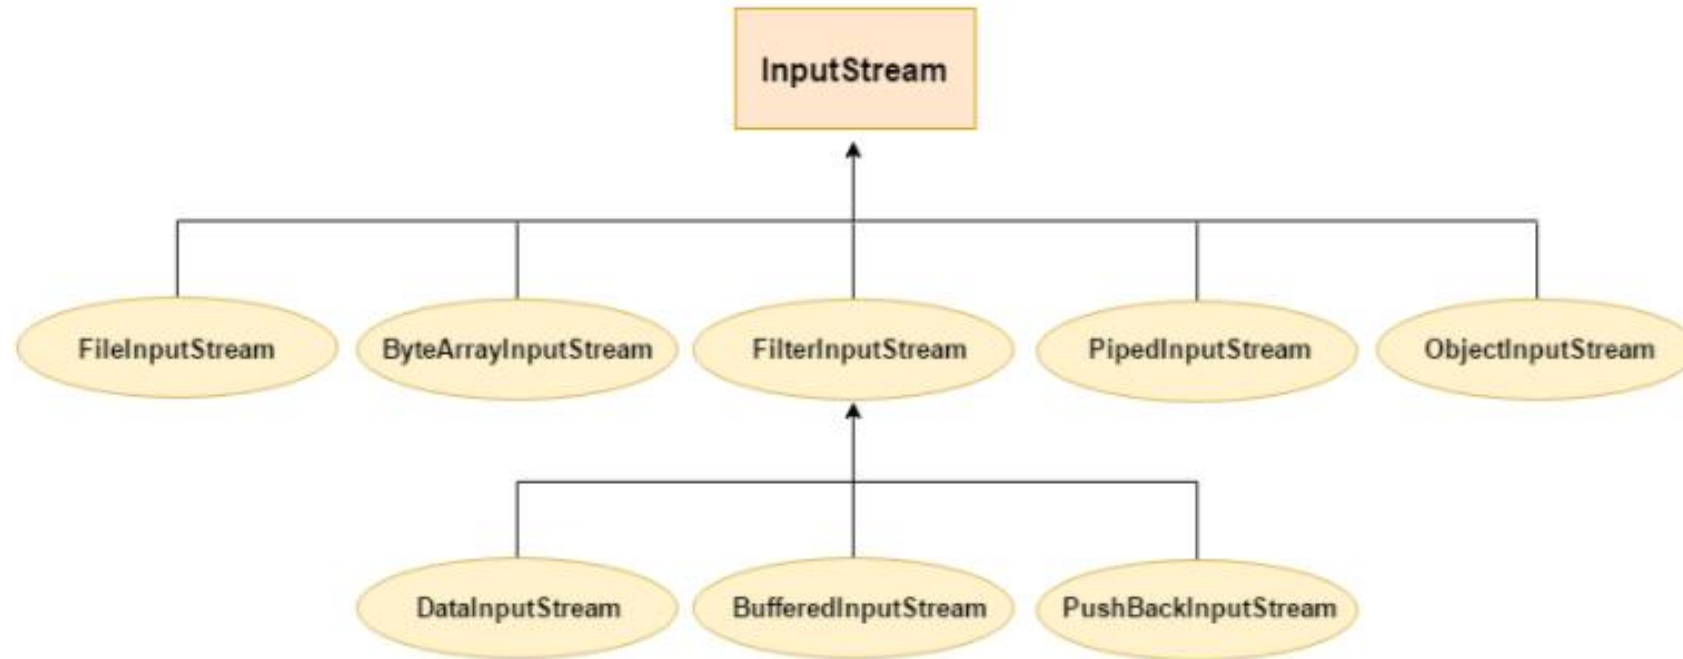 InputStream
FileInputStream
ByteArrayInputStream
FilterInputStream
PipedInputStream
ObjectInputStream
DataInputStream
BufferedInputStream
PushBackInputStream